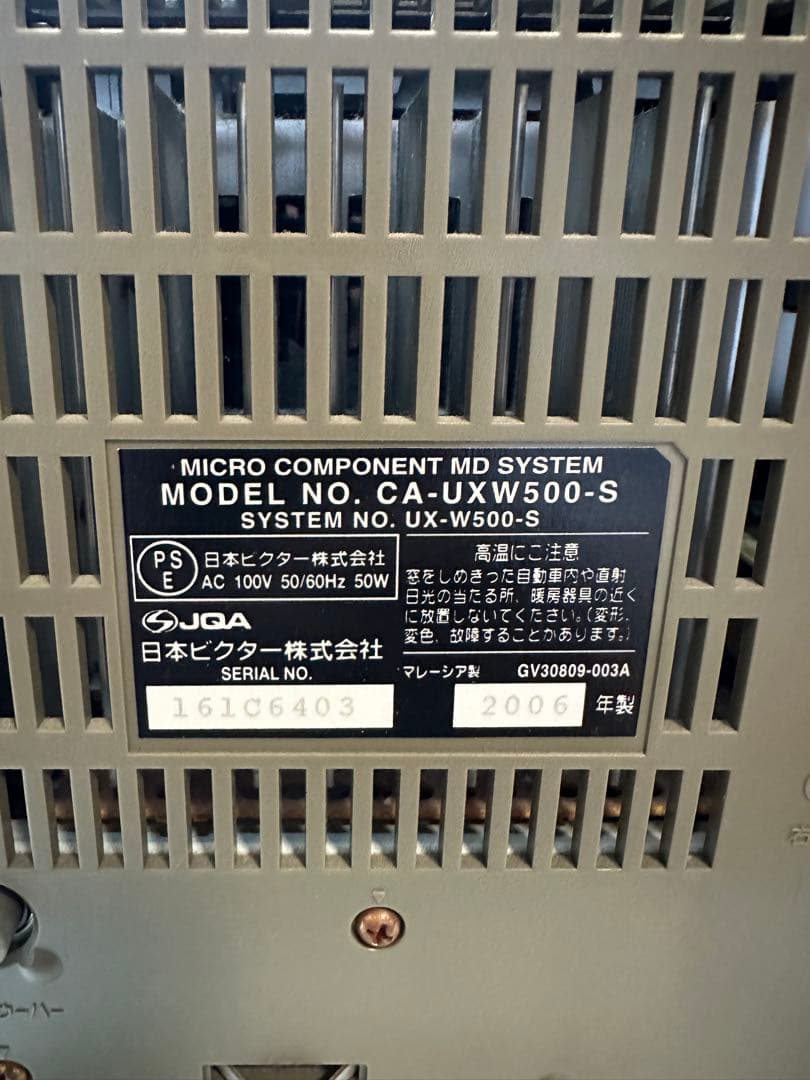 MICRO COMPONENT MD SYSTEM
MODEL NO. CA-UXW500-S
SYSTEM NO. UX-W500-S
PS
E
日本ビクター株式会社
AC 100V 50/60Hz 50W
JQA
日本ビクター株式会社
SERIAL NO.
161C6403
高温にご注意
窓をしめきった自動車内や直射
日光の当たる所、暖房器具の近く
に放置しないでください。(変形、
変色、故障することがあります。)
マレーシア製 GV30809-003A
2006 年製
ウーハー